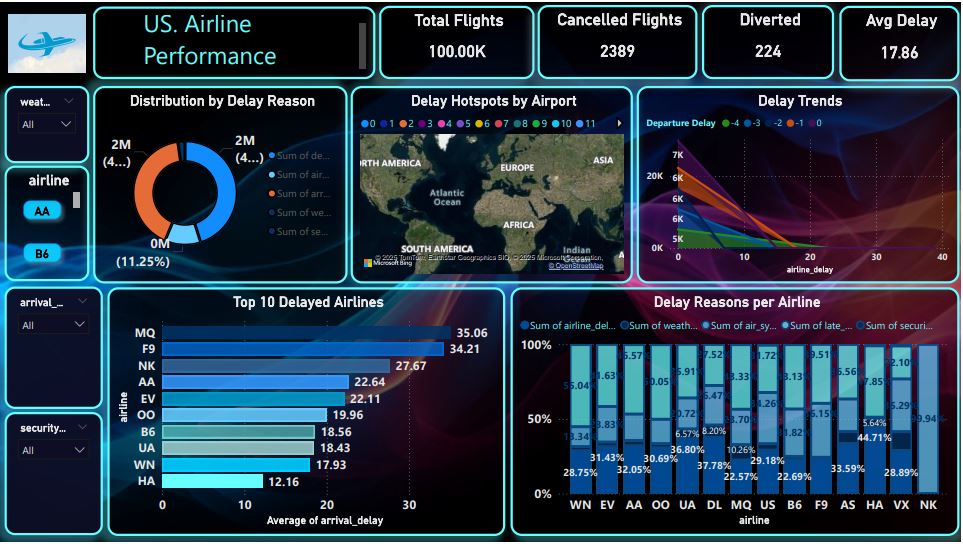 US. Airline
Performance
Total Flights
100.00K
Cancelled Flights
2389
Diverted
224
Avg Delay
17.86
weat...
All
airline
AA
B6
arrival_...
All
security...
All
Distribution by Delay Reason
2M
(4...)
2M
(4...)
0M
(11.25%)
Sum of de...
Sum of air...
Sum of arr...
Sum of we...
Sum of se...
Delay Hotspots by Airport
0 1 2 3 4 5 6 7 8 9 10 11
RTH AMERICA
EUROPE
ASIA
Atlantic
Ocean
AFRICA
SOUTH AMERICA
Indian
Ocean
Microsoft Bing
© OpenStreetMap
Delay Trends
Departure Delay -4 -3 -2 -1 0
7K
20K
6K
6K
6K
0K
5K
0 10 20 30 40
airline_delay
Top 10 Delayed Airlines
airline
MQ 35.06
F9 34.21
NK 27.67
AA 22.64
EV 22.11
OO 19.96
B6 18.56
UA 18.43
WN 17.93
HA 12.16
0 10 20 30
Average of arrival_delay
Delay Reasons per Airline
Sum of airline_del... Sum of weath... Sum of air_sy... Sum of late_... Sum of securi...
100%
50%
0%
28.75%
31.43%
32.05%
30.69%
6.57%
36.80%
8.20%
37.78%
10.26%
22.57%
29.18%
22.69%
33.59%
5.64%
44.71%
28.89%
WN EV AA OO UA DL MQ US B6 F9 AS HA VX NK
airline